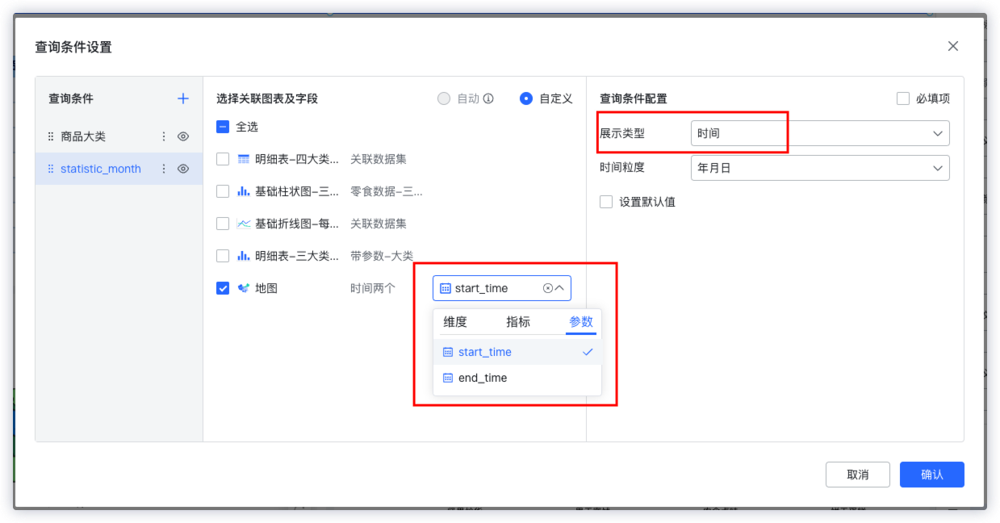 查询条件设置
查询条件
商品大类
statistic_month
选择关联图表及字段
自动
自定义
全选
明细表-四大类... 关联数据集
基础柱状图-三... 零食数据-三...
基础折线图-每... 关联数据集
明细表-三大类... 带参数-大类
地图 时间两个 start_time
维度 指标 参数
start_time
end_time
查询条件配置
必填项
展示类型 时间
时间粒度 年月日
设置默认值
取消 确认